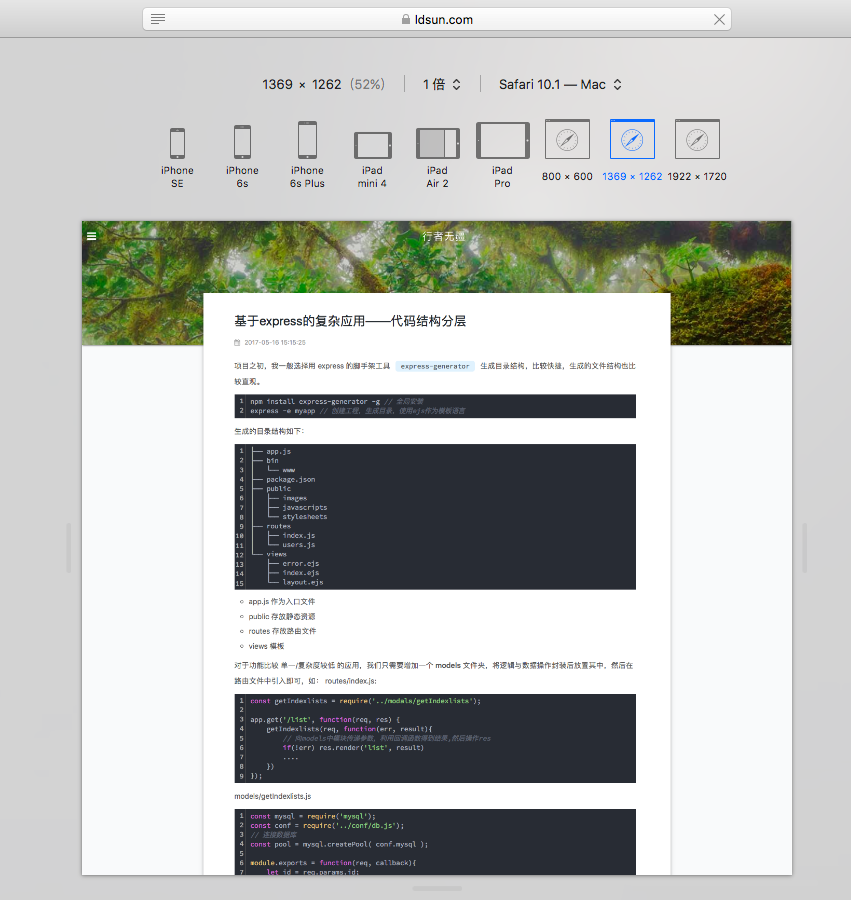 ldsun.com
1369 × 1262 (52%) 1 倍 Safari 10.1 — Mac
iPhone SE
iPhone 6s
iPhone 6s Plus
iPad mini 4
iPad Air 2
iPad Pro
800 × 600
1369 × 1262
1922 × 1720
行者无疆
基于express的复杂应用——代码结构分层
2017-05-16 15:15:25
项目之初，我一般选择用 express 的脚手架工具 express-generator 生成目录结构，比较快捷，生成的文件结构也比
较直观。
1 npm install express-generator -g // 全局安装
2 express -e myapp // 创建工程，生成目录，使用ejs作为模板语言
生成的目录结构如下：
1 ├── app.js
2 ├── bin
3 │   └── www
4 ├── package.json
5 ├── public
6 │   ├── images
7 │   ├── javascripts
8 │   └── stylesheets
9 ├── routes
10 │   ├── index.js
11 │   └── users.js
12 └── views
13     ├── error.ejs
14     ├── index.ejs
15     └── layout.ejs
app.js 作为入口文件
public 存放静态资源
routes 存放路由文件
views 模板
对于功能比较 单一/复杂度较低 的应用，我们只需要增加一个 models 文件夹，将逻辑与数据操作封装后放置其中，然后在
路由文件中引入即可，如： routes/index.js:
1 const getIndexlists = require('../modals/getIndexlists');
2
3 app.get('/list', function(req, res) {
4     getIndexlists(req, function(err, result){
5         // 向models中模块传递参数，利用回调函数得到结果,然后操作res
6         if(!err) res.render('list', result)
7         ....
8     })
9 });
models/getIndexlists.js
1 const mysql = require('mysql');
2 const conf = require('../conf/db.js');
3 // 连接数据库
4 const pool = mysql.createPool( conf.mysql );
5
6 module.exports = function(req, callback){
7     let id = req.params.id;